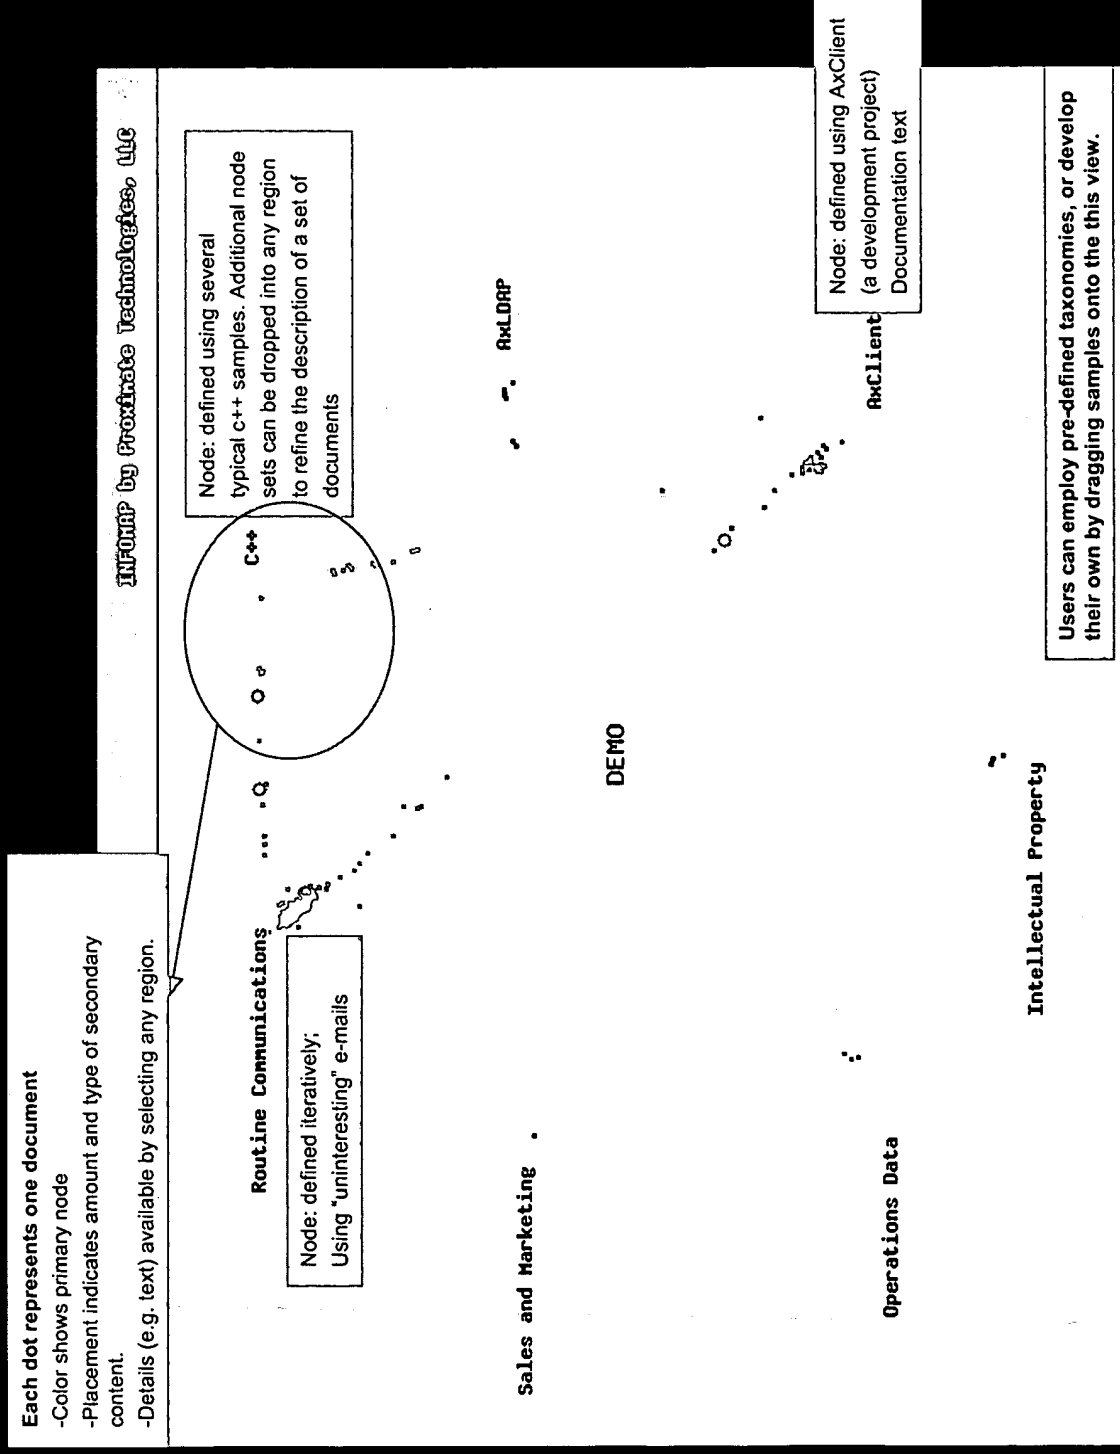 Each dot represents one document
-Color shows primary node
-Placement indicates amount and type of secondary
content.
-Details (e.g. text) available by selecting any region.
INFOMAP by Proximate Technologies, LLC
Node: defined using several
typical c++ samples. Additional node
sets can be dropped into any region
to refine the description of a set of
documents
Routine Communications
C++
Node: defined iteratively;
Using "uninteresting" e-mails
AxLDAP
Sales and Marketing
DEMO
Node: defined using AxClient
(a development project)
Documentation text
AxClient
Operations Data
Intellectual Property
Users can employ pre-defined taxonomies, or develop
their own by dragging samples onto the this view.